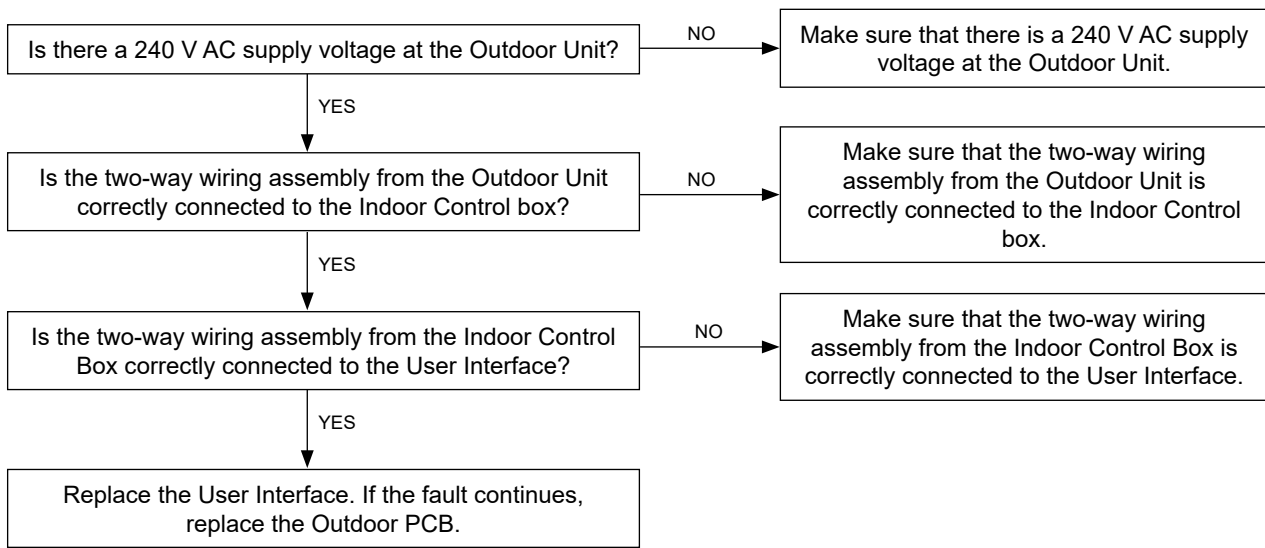 Is there a 240 V AC supply voltage at the Outdoor Unit?
NO
Make sure that there is a 240 V AC supply
voltage at the Outdoor Unit.
YES
Is the two-way wiring assembly from the Outdoor Unit
correctly connected to the Indoor Control box?
NO
Make sure that the two-way wiring
assembly from the Outdoor Unit is
correctly connected to the Indoor Control
box.
YES
Is the two-way wiring assembly from the Indoor Control
Box correctly connected to the User Interface?
NO
Make sure that the two-way wiring
assembly from the Indoor Control Box is
correctly connected to the User Interface.
YES
Replace the User Interface. If the fault continues,
replace the Outdoor PCB.